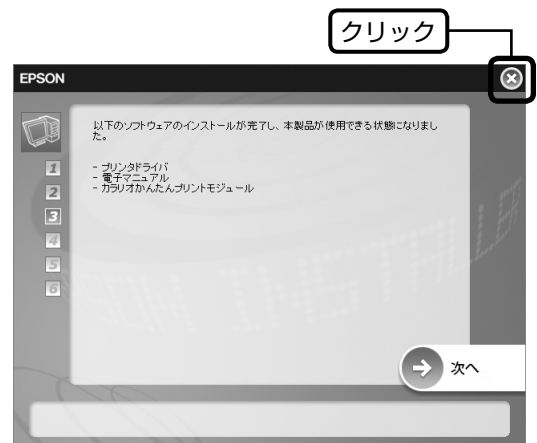 クリック
EPSON
以下のソフトウェアのインストールが完了し、本製品が使用できる状態になりまし
た。
- プリンタドライバ
- 電子マニュアル
- カラリオかんたんプリントモジュール
1
2
3
4
5
6
次へ